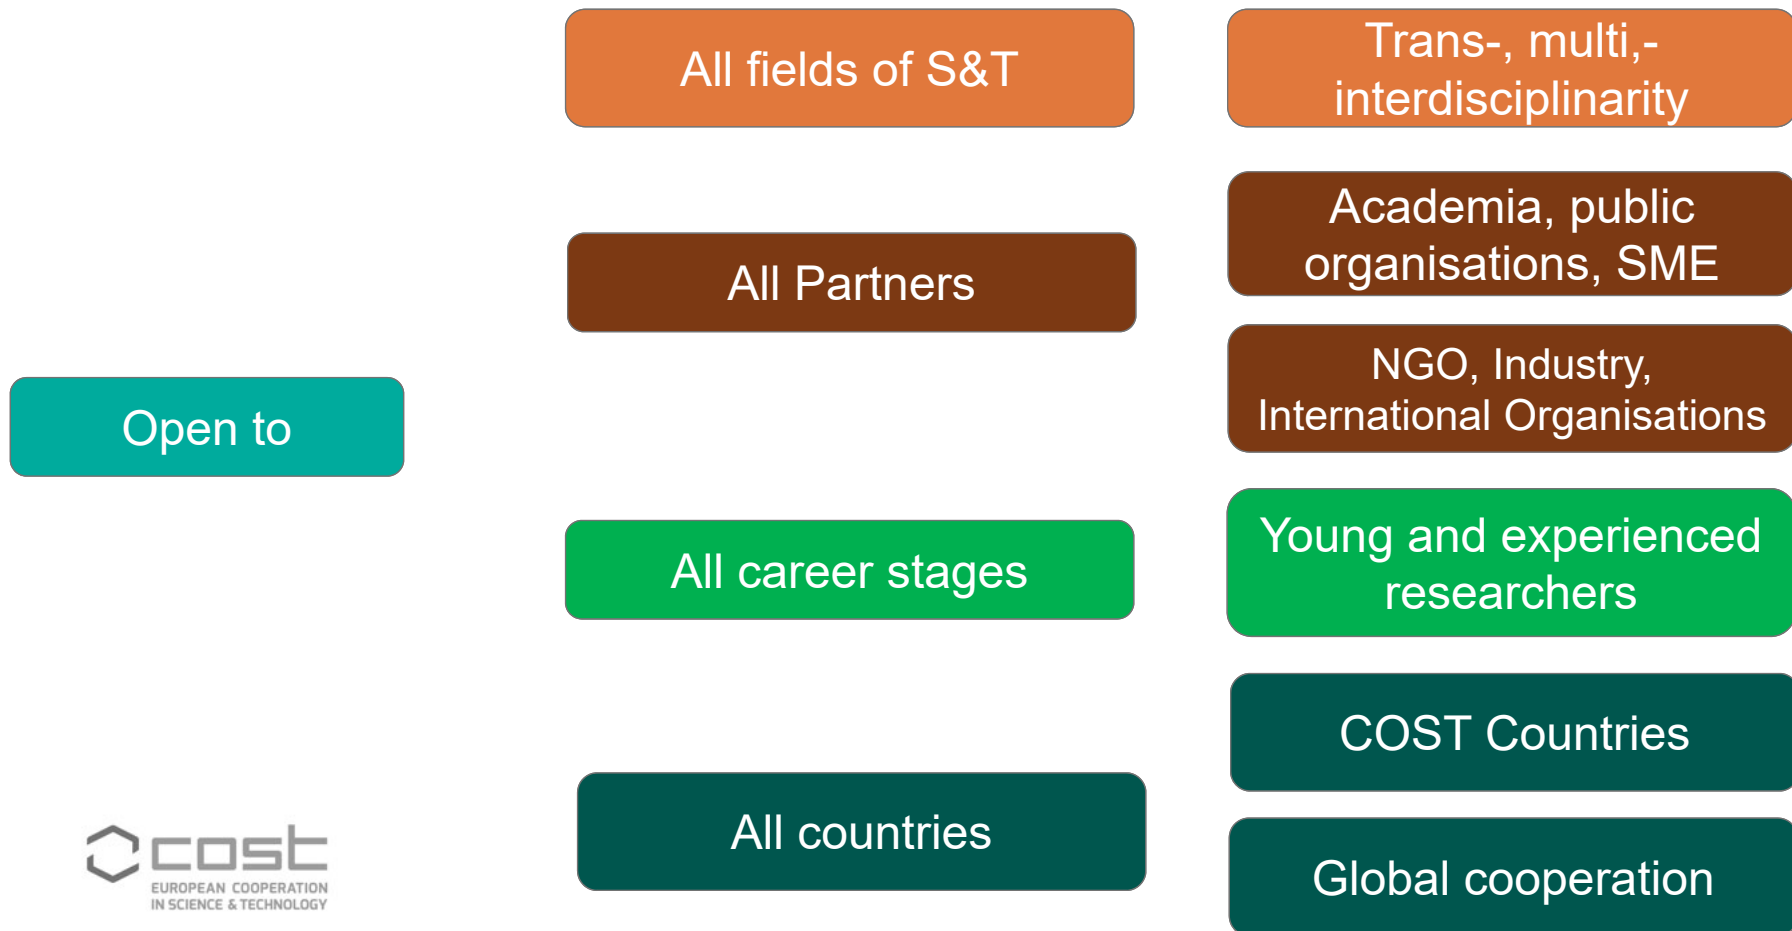 All fields of S&T
Trans-, multi,-
interdisciplinarity
Academia, public
organisations, SME
All Partners
NGO, Industry,
International Organisations
Open to
Young and experienced
researchers
All career stages
COST Countries
All countries
Global cooperation
cost
EUROPEAN COOPERATION
IN SCIENCE & TECHNOLOGY